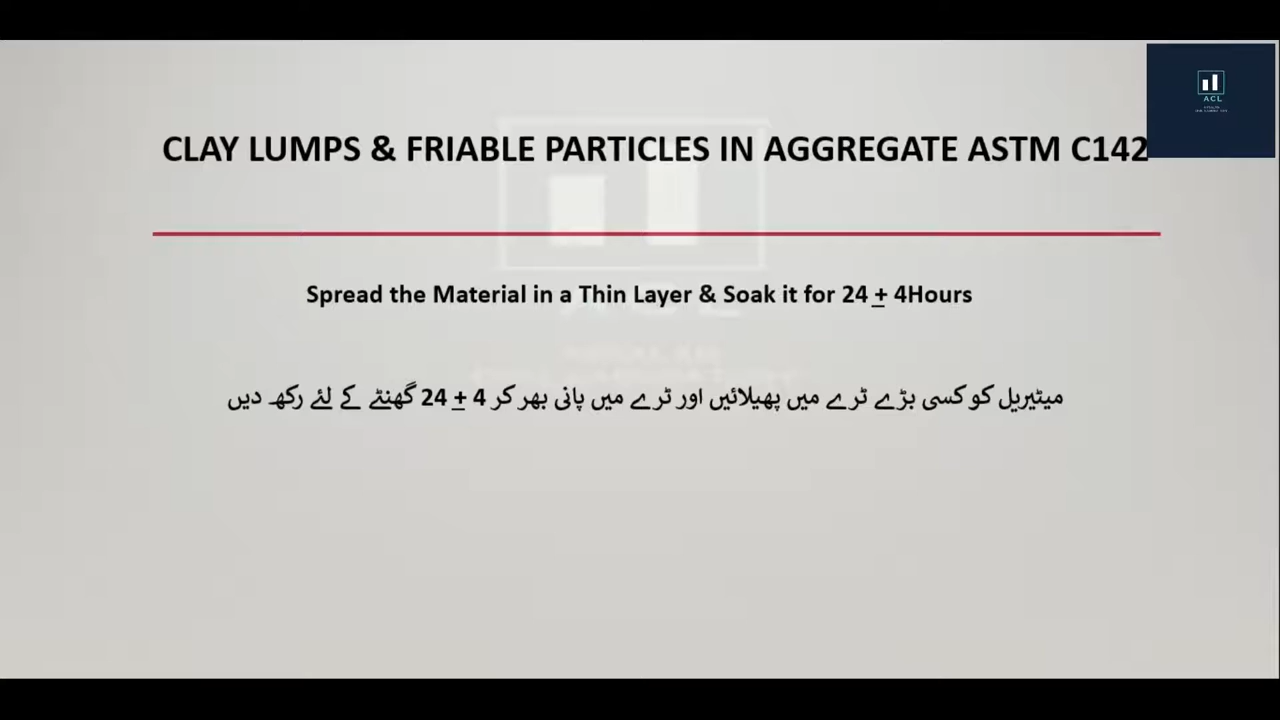 ACL
CLAY LUMPS & FRIABLE PARTICLES IN AGGREGATE ASTM C142
Spread the Material in a Thin Layer & Soak it for 24 ± 4Hours
میٹیریل کو کسی بڑے ٹرے میں پھیلائیں اور ٹرے میں پانی بھر کر 4 ± 24 گھنٹے کے لئے رکھ دیں